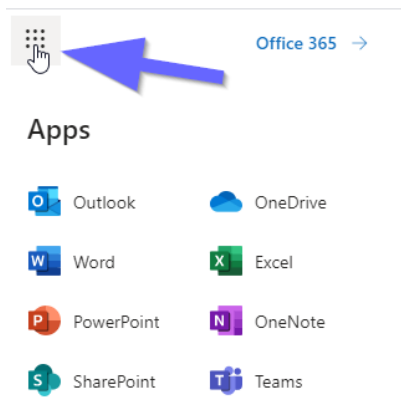 Office 365 →
Apps
Outlook OneDrive
Word Excel
PowerPoint OneNote
SharePoint Teams